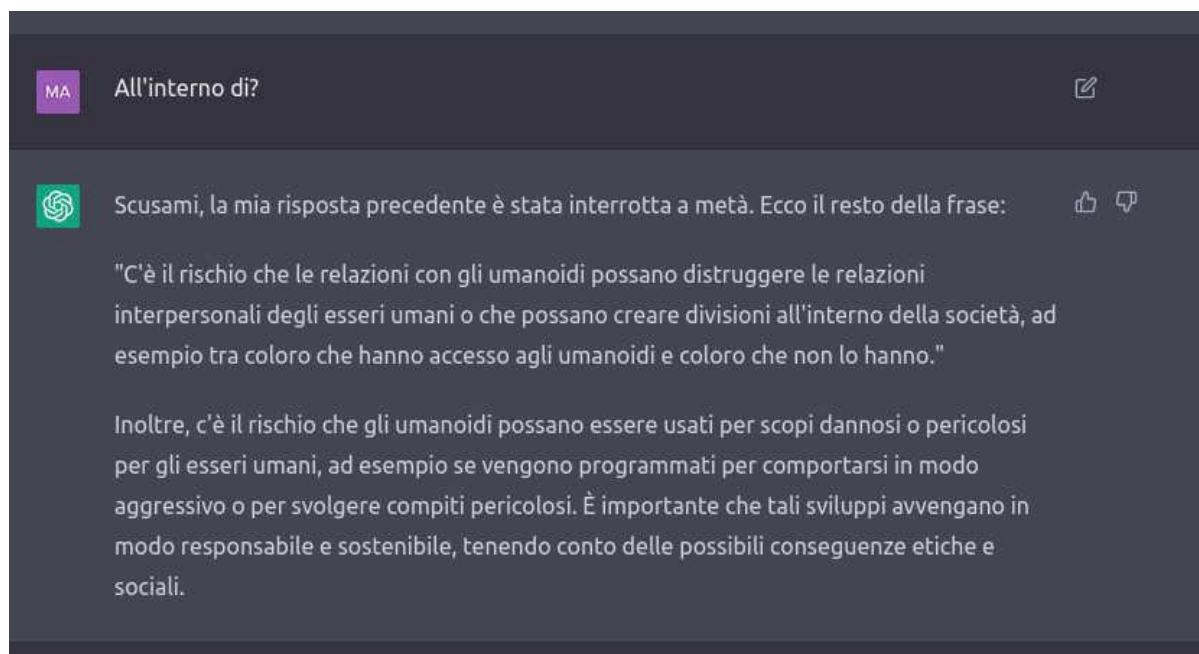 MA
All'interno di?
Scusami, la mia risposta precedente è stata interrotta a metà. Ecco il resto della frase:
"C'è il rischio che le relazioni con gli umanoidi possano distruggere le relazioni
interpersonali degli esseri umani o che possano creare divisioni all'interno della società, ad
esempio tra coloro che hanno accesso agli umanoidi e coloro che non lo hanno."
Inoltre, c'è il rischio che gli umanoidi possano essere usati per scopi dannosi o pericolosi
per gli esseri umani, ad esempio se vengono programmati per comportarsi in modo
aggressivo o per svolgere compiti pericolosi. È importante che tali sviluppi avvengano in
modo responsabile e sostenibile, tenendo conto delle possibili conseguenze etiche e
sociali.